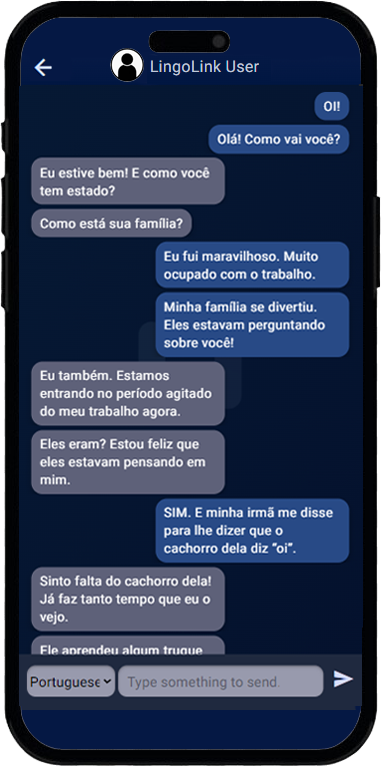 LingoLink User
OI!
Olá! Como vai você?
Eu estive bem! E como você
tem estado?
Como está sua família?
Eu fui maravilhoso. Muito
ocupado com o trabalho.
Minha família se divertiu.
Eles estavam perguntando
sobre você!
Eu também. Estamos
entrando no período agitado
do meu trabalho agora.
Eles eram? Estou feliz que
eles estavam pensando em
mim.
SIM. E minha irmã me disse
para lhe dizer que o
cachorro dela diz “oi”.
Sinto falta do cachorro dela!
Já faz tanto tempo que eu o
vejo.
Ele aprendeu algum truque
Portuguese
Type something to send.